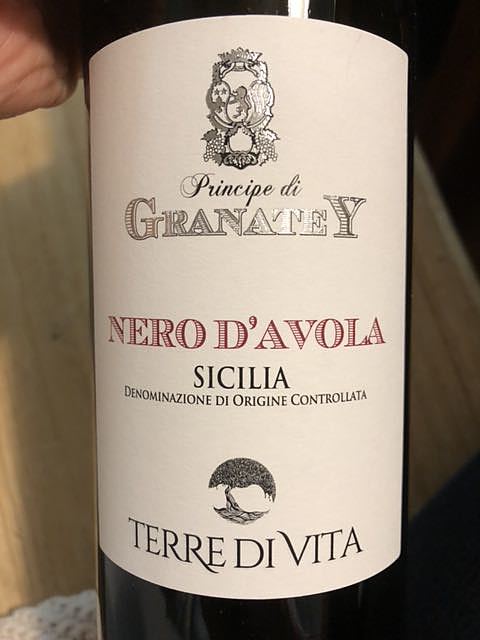 Principe di
GRANATEY
NERO D'AVOLA
SICILIA
DENOMINAZIONE DI ORIGINE CONTROLLATA
TERRE DI VITA